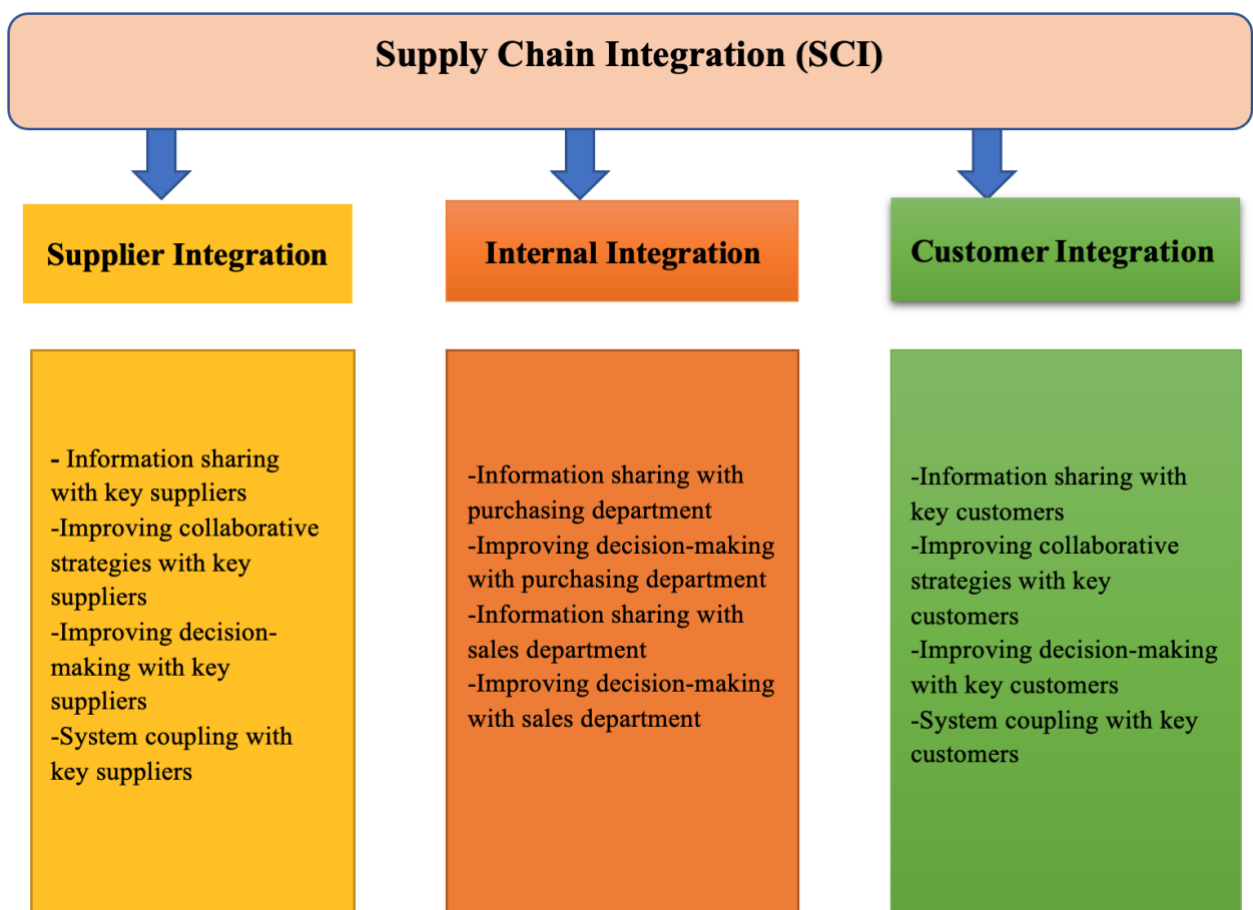 Supply Chain Integration (SCI)
Supplier Integration
Internal Integration
Customer Integration
- Information sharing
with key suppliers
-Improving collaborative
strategies with key
suppliers
-Improving decision-
making with key
suppliers
-System coupling with
key suppliers
-Information sharing with
purchasing department
-Improving decision-making
with purchasing department
-Information sharing with
sales department
-Improving decision-making
with sales department
-Information sharing with
key customers
-Improving collaborative
strategies with key
customers
-Improving decision-making
with key customers
-System coupling with key
customers